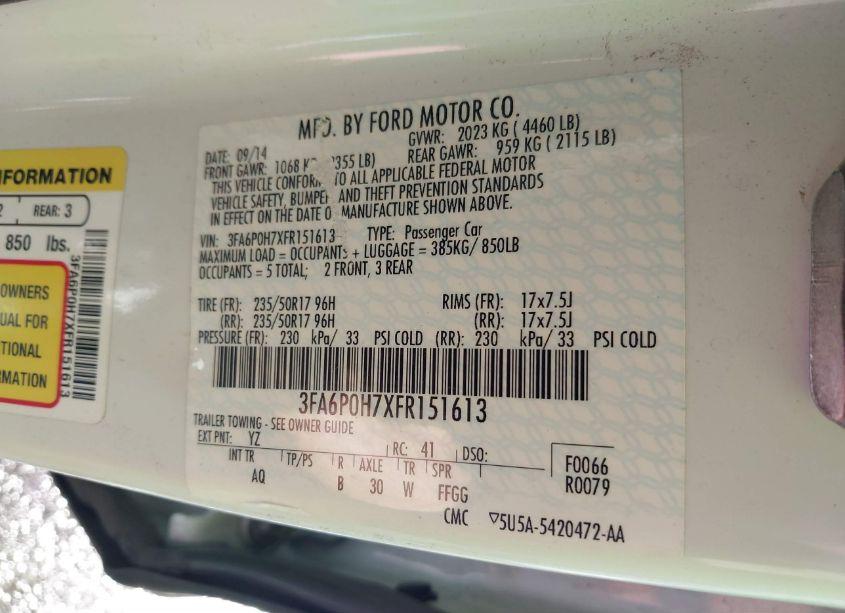 NFORMATION
2 REAR: 3
850 lbs.
OWNERS
UAL FOR
TIONAL
RMATION
3FA6P0H7XFR151613
MFD. BY FORD MOTOR CO.
DATE: 09/14 GVWR: 2023 KG ( 4460 LB)
FRONT GAWR: 1068 K 355 LB) REAR GAWR: 959 KG ( 2115 LB)
THIS VEHICLE CONFOR TO ALL APPLICABLE FEDERAL MOTOR
VEHICLE SAFETY, BUMPE AND THEFT PREVENTION STANDARDS
IN EFFECT ON THE DATE O MANUFACTURE SHOWN ABOVE.
VIN: 3FA6P0H7XFR151613 TYPE: Passenger Car
MAXIMUM LOAD = OCCUPANTS + LUGGAGE = 385KG/ 850LB
OCCUPANTS = 5 TOTAL; 2 FRONT, 3 REAR
TIRE (FR): 235/50R17 96H RIMS (FR): 17x7.5J
(RR): 235/50R17 96H (RR): 17x7.5J
PRESSURE (FR): 230 kPa/ 33 PSI COLD (RR): 230 kPa/ 33 PSI COLD
3FA6P0H7XFR151613
TRAILER TOWING - SEE OWNER GUIDE
EXT PNT: YZ RC: 41 DSO:
INT TR TP/PS R AXLE TR SPR F0066
AQ B 30 W FFGG R0079
CMC ▽5U5A-5420472-AA